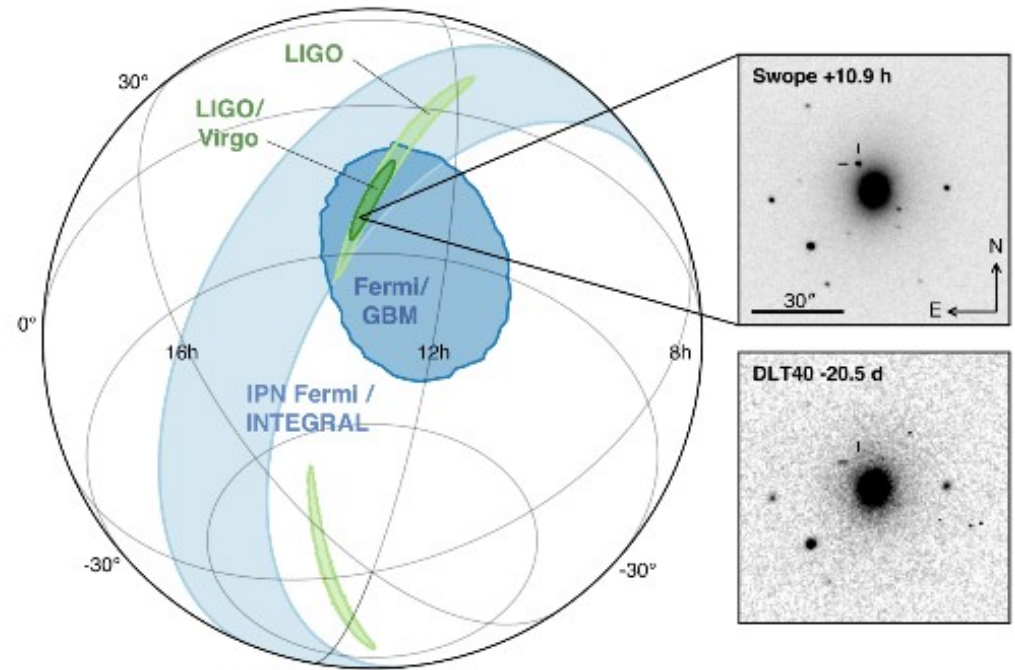 LIGO
30°
LIGO/
Virgo
Fermi/
GBM
0°
16h
12h
8h
IPN Fermi /
INTEGRAL
-30°
-30°
Swope +10.9 h
30"
N
E
DLT40 -20.5 d